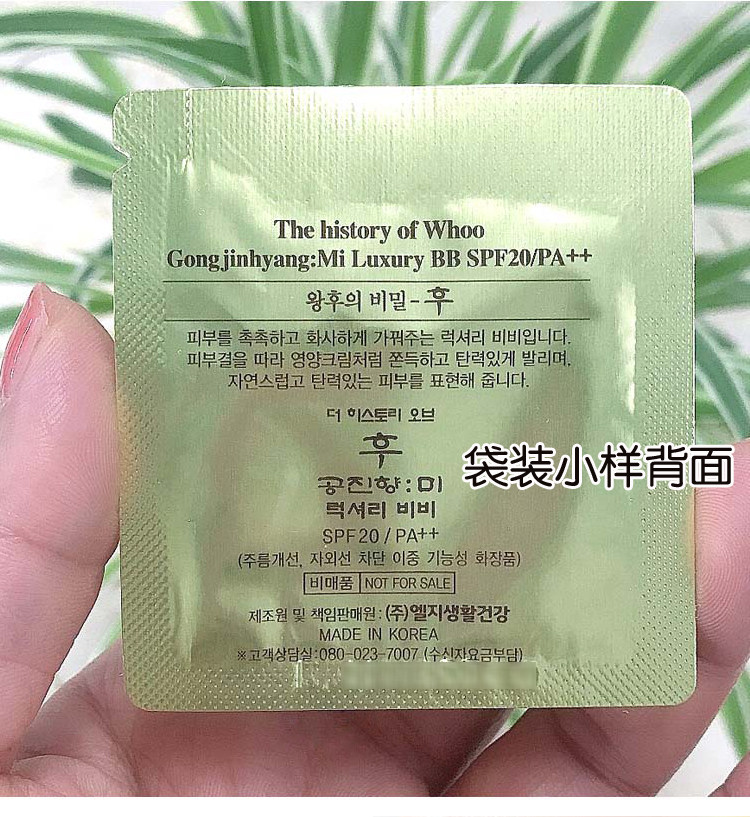 The history of Whoo
Gongjinhyang:Mi Luxury BB SPF20/PA++
왕후의 비밀-후
피부를 촉촉하고 화사하게 가꿔주는 럭셔리 비비입니다.
피부결을 따라 영양크림처럼 쫀득하고 탄력있게 발리며,
자연스럽고 탄력있는 피부를 표현해 줍니다.
더 히스토리 오브
후
袋装小样背面
공진향:미
럭셔리 비비
SPF20 / PA++
(주름개선, 자외선 차단 이중 기능성 화장품)
비매품 NOT FOR SALE
제조원 및 책임판매원 : (주)엘지생활건강
MADE IN KOREA
※고객상담실:080-023-7007 (수신자요금부담)